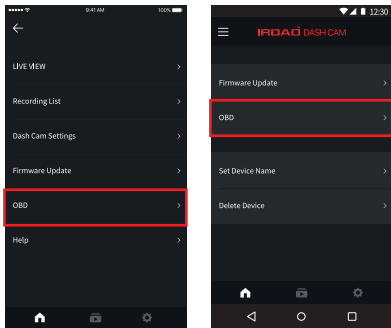 9:41 AM
100%
LIVE VIEW
Recording List
Dash Cam Settings
Firmware Update
OBD
Help
12:30
IROAD DASH CAM
Firmware Update
OBD
Set Device Name
Delete Device